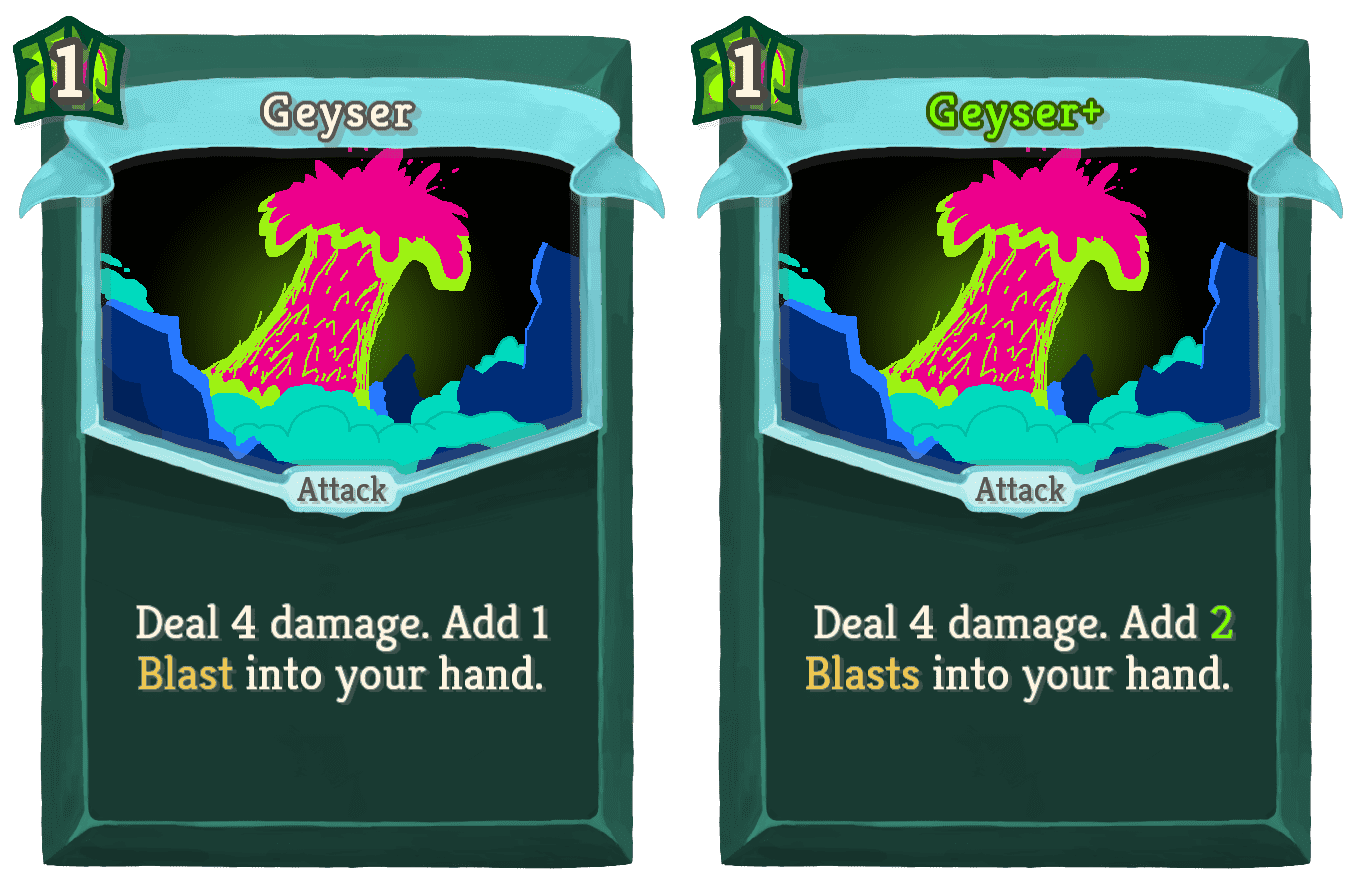 1
Geyser
Attack
Deal 4 damage. Add 1
Blast into your hand.
1
Geyser+
Attack
Deal 4 damage. Add 2
Blasts into your hand.